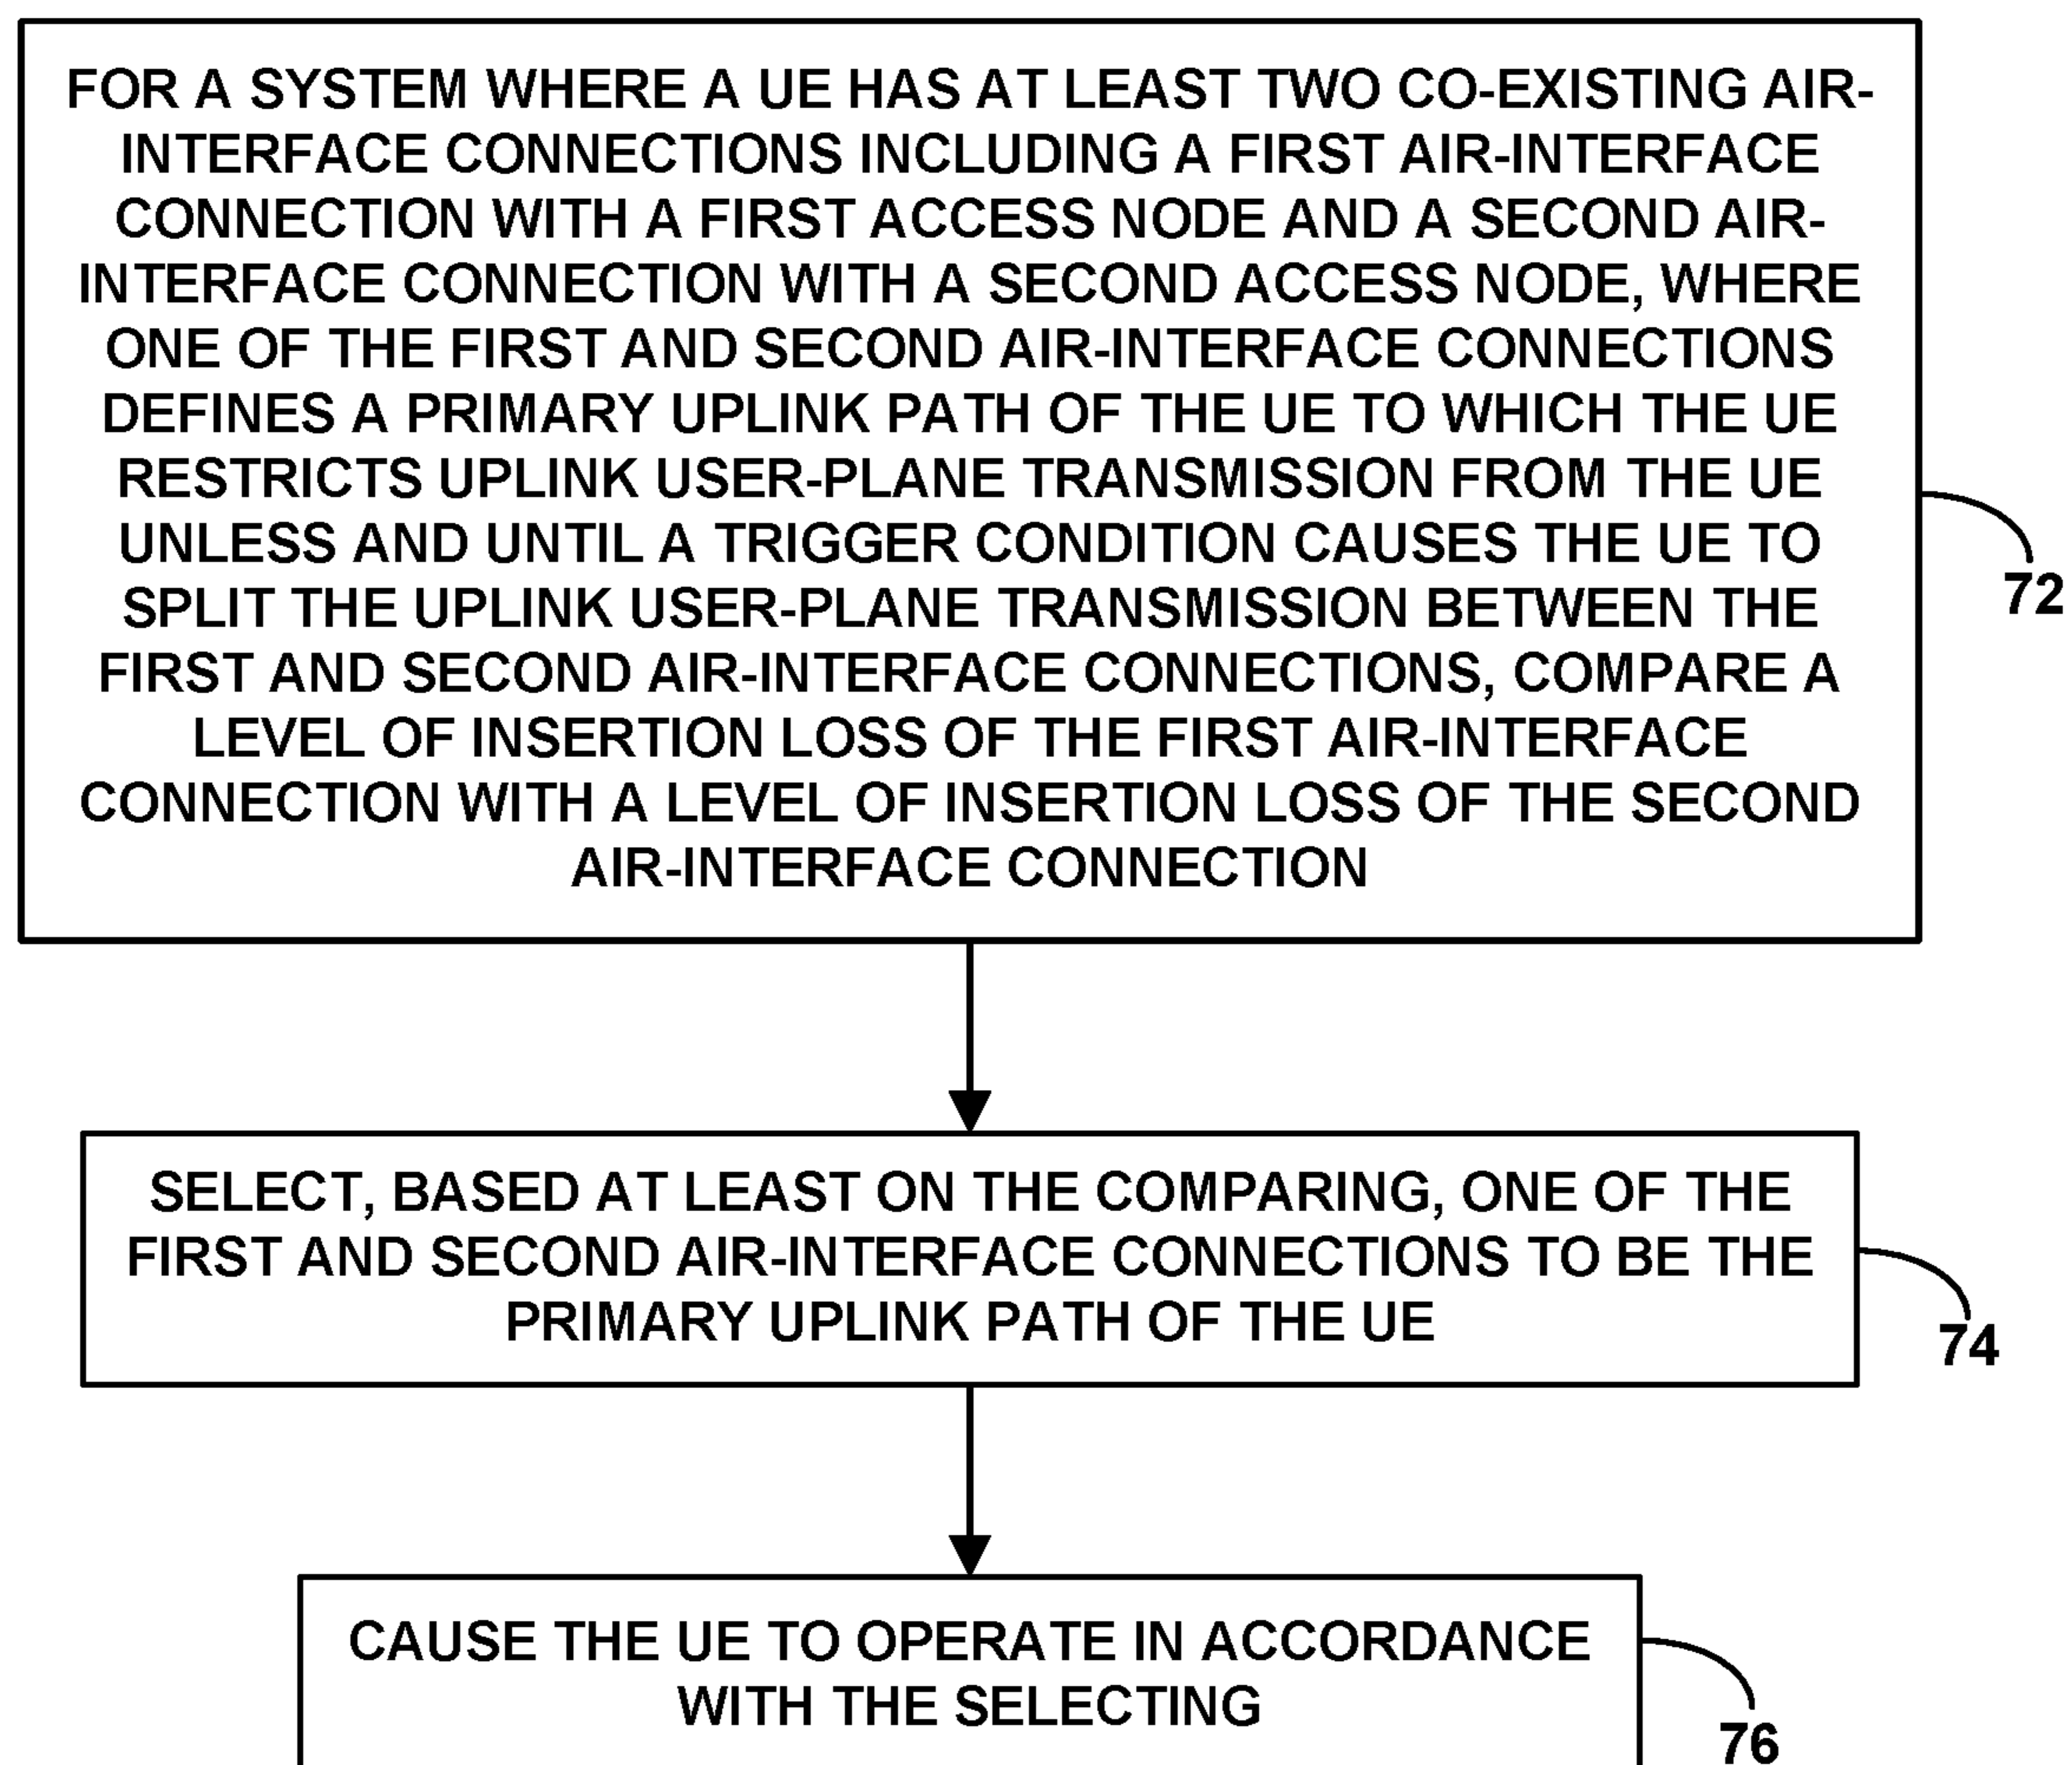 FOR A SYSTEM WHERE A UE HAS AT LEAST TWO CO-EXISTING AIR-
INTERFACE CONNECTIONS INCLUDING A FIRST AIR-INTERFACE
CONNECTION WITH A FIRST ACCESS NODE AND A SECOND AIR-
INTERFACE CONNECTION WITH A SECOND ACCESS NODE, WHERE
ONE OF THE FIRST AND SECOND AIR-INTERFACE CONNECTIONS
DEFINES A PRIMARY UPLINK PATH OF THE UE TO WHICH THE UE
RESTRICTS UPLINK USER-PLANE TRANSMISSION FROM THE UE
UNLESS AND UNTIL A TRIGGER CONDITION CAUSES THE UE TO
SPLIT THE UPLINK USER-PLANE TRANSMISSION BETWEEN THE
FIRST AND SECOND AIR-INTERFACE CONNECTIONS, COMPARE A
LEVEL OF INSERTION LOSS OF THE FIRST AIR-INTERFACE
CONNECTION WITH A LEVEL OF INSERTION LOSS OF THE SECOND
AIR-INTERFACE CONNECTION
72
SELECT, BASED AT LEAST ON THE COMPARING, ONE OF THE
FIRST AND SECOND AIR-INTERFACE CONNECTIONS TO BE THE
PRIMARY UPLINK PATH OF THE UE
74
CAUSE THE UE TO OPERATE IN ACCORDANCE
WITH THE SELECTING
76